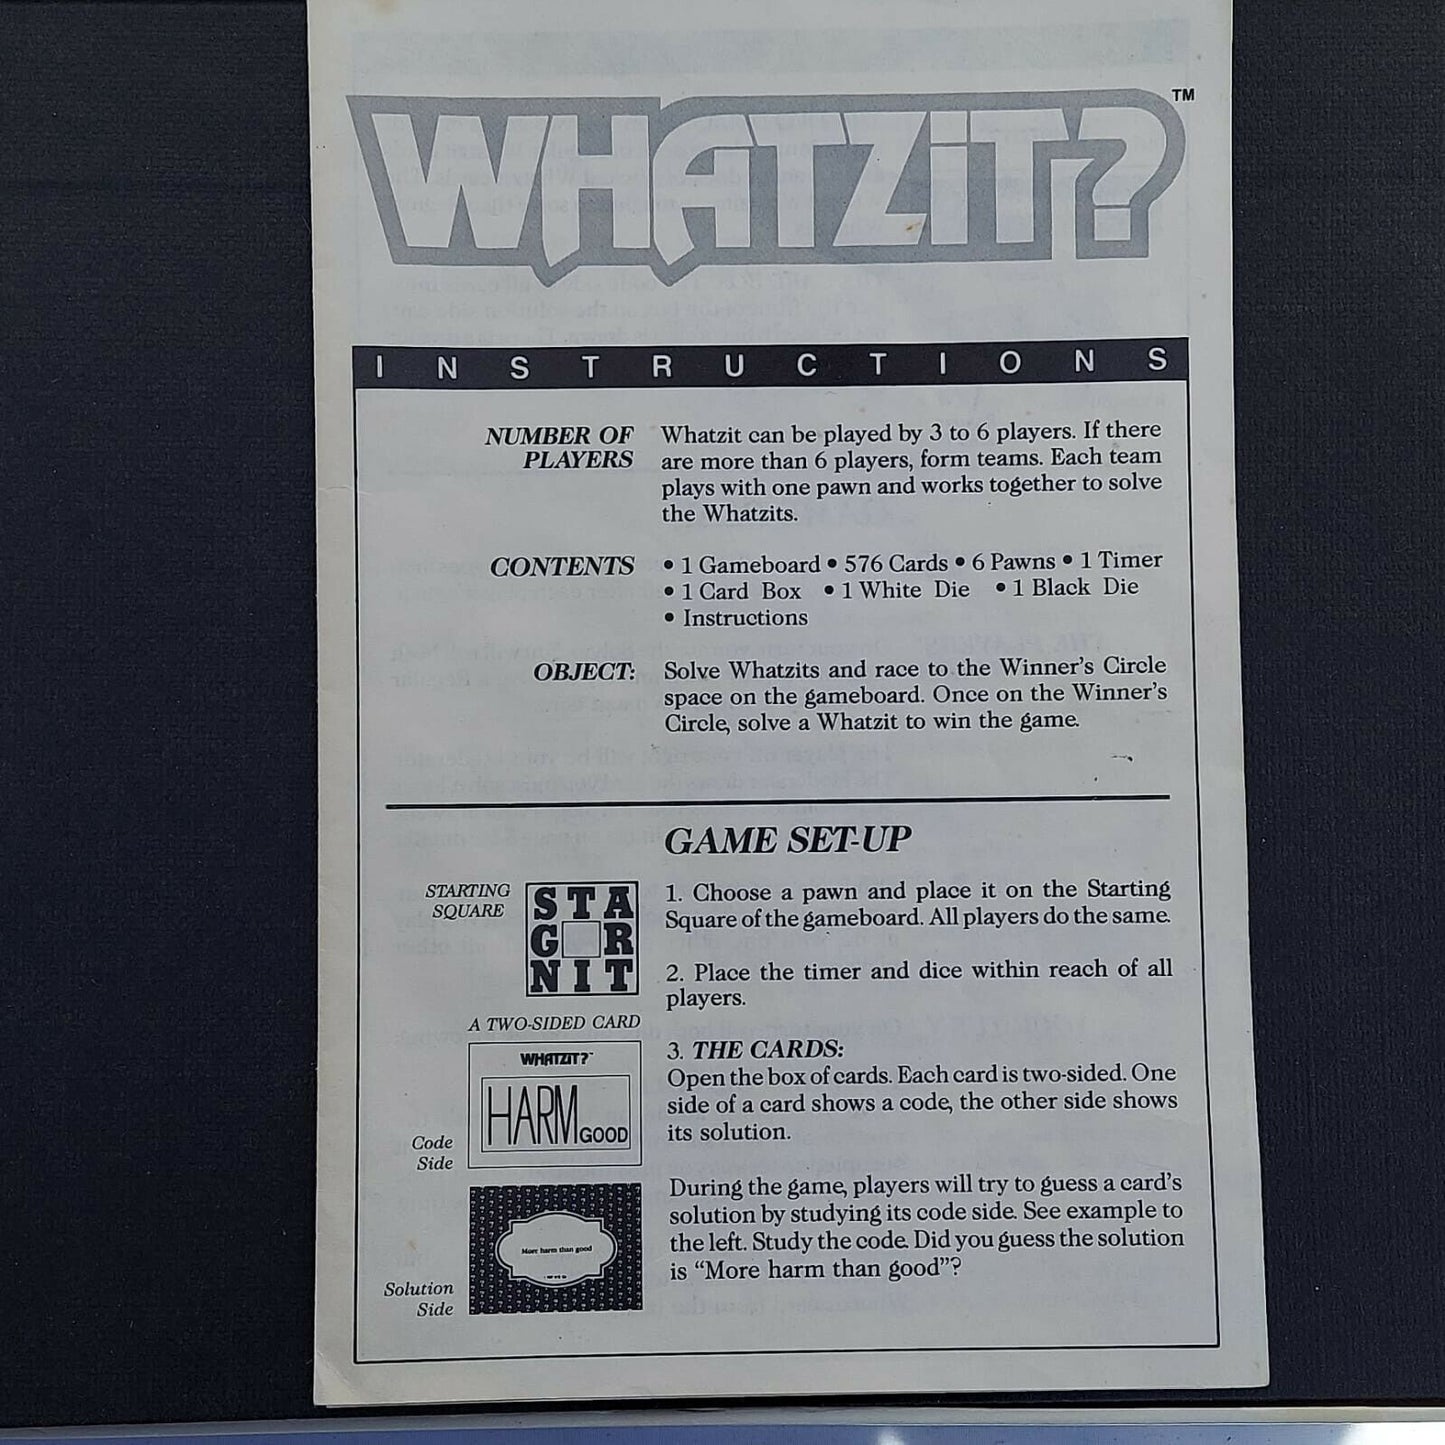 WHATZiT?™
INSTRUCTIONS
NUMBER OF
PLAYERS
Whatzit can be played by 3 to 6 players. If there
are more than 6 players, form teams. Each team
plays with one pawn and works together to solve
the Whatzits.
CONTENTS
• 1 Gameboard • 576 Cards • 6 Pawns • 1 Timer
• 1 Card Box • 1 White Die • 1 Black Die
• Instructions
OBJECT:
Solve Whatzits and race to the Winner's Circle
space on the gameboard. Once on the Winner's
Circle, solve a Whatzit to win the game.
GAME SET-UP
STARTING
SQUARE
STA
G R
NIT
1. Choose a pawn and place it on the Starting
Square of the gameboard. All players do the same.
2. Place the timer and dice within reach of all
players.
A TWO-SIDED CARD
WHATZIT?™
HARM
GOOD
Code
Side
3. THE CARDS:
Open the box of cards. Each card is two-sided. One
side of a card shows a code, the other side shows
its solution.
More harm than good
Solution
Side
During the game, players will try to guess a card's
solution by studying its code side. See example to
the left. Study the code. Did you guess the solution
is "More harm than good"?